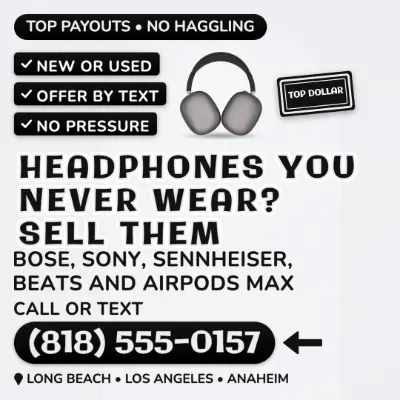 TOP PAYOUTS • NO HAGGLING
NEW OR USED
OFFER BY TEXT
NO PRESSURE
TOP DOLLAR
HEADPHONES YOU
NEVER WEAR?
SELL THEM
BOSE, SONY, SENNHEISER,
BEATS AND AIRPODS MAX
CALL OR TEXT
(818) 555-0157
LONG BEACH • LOS ANGELES • ANAHEIM